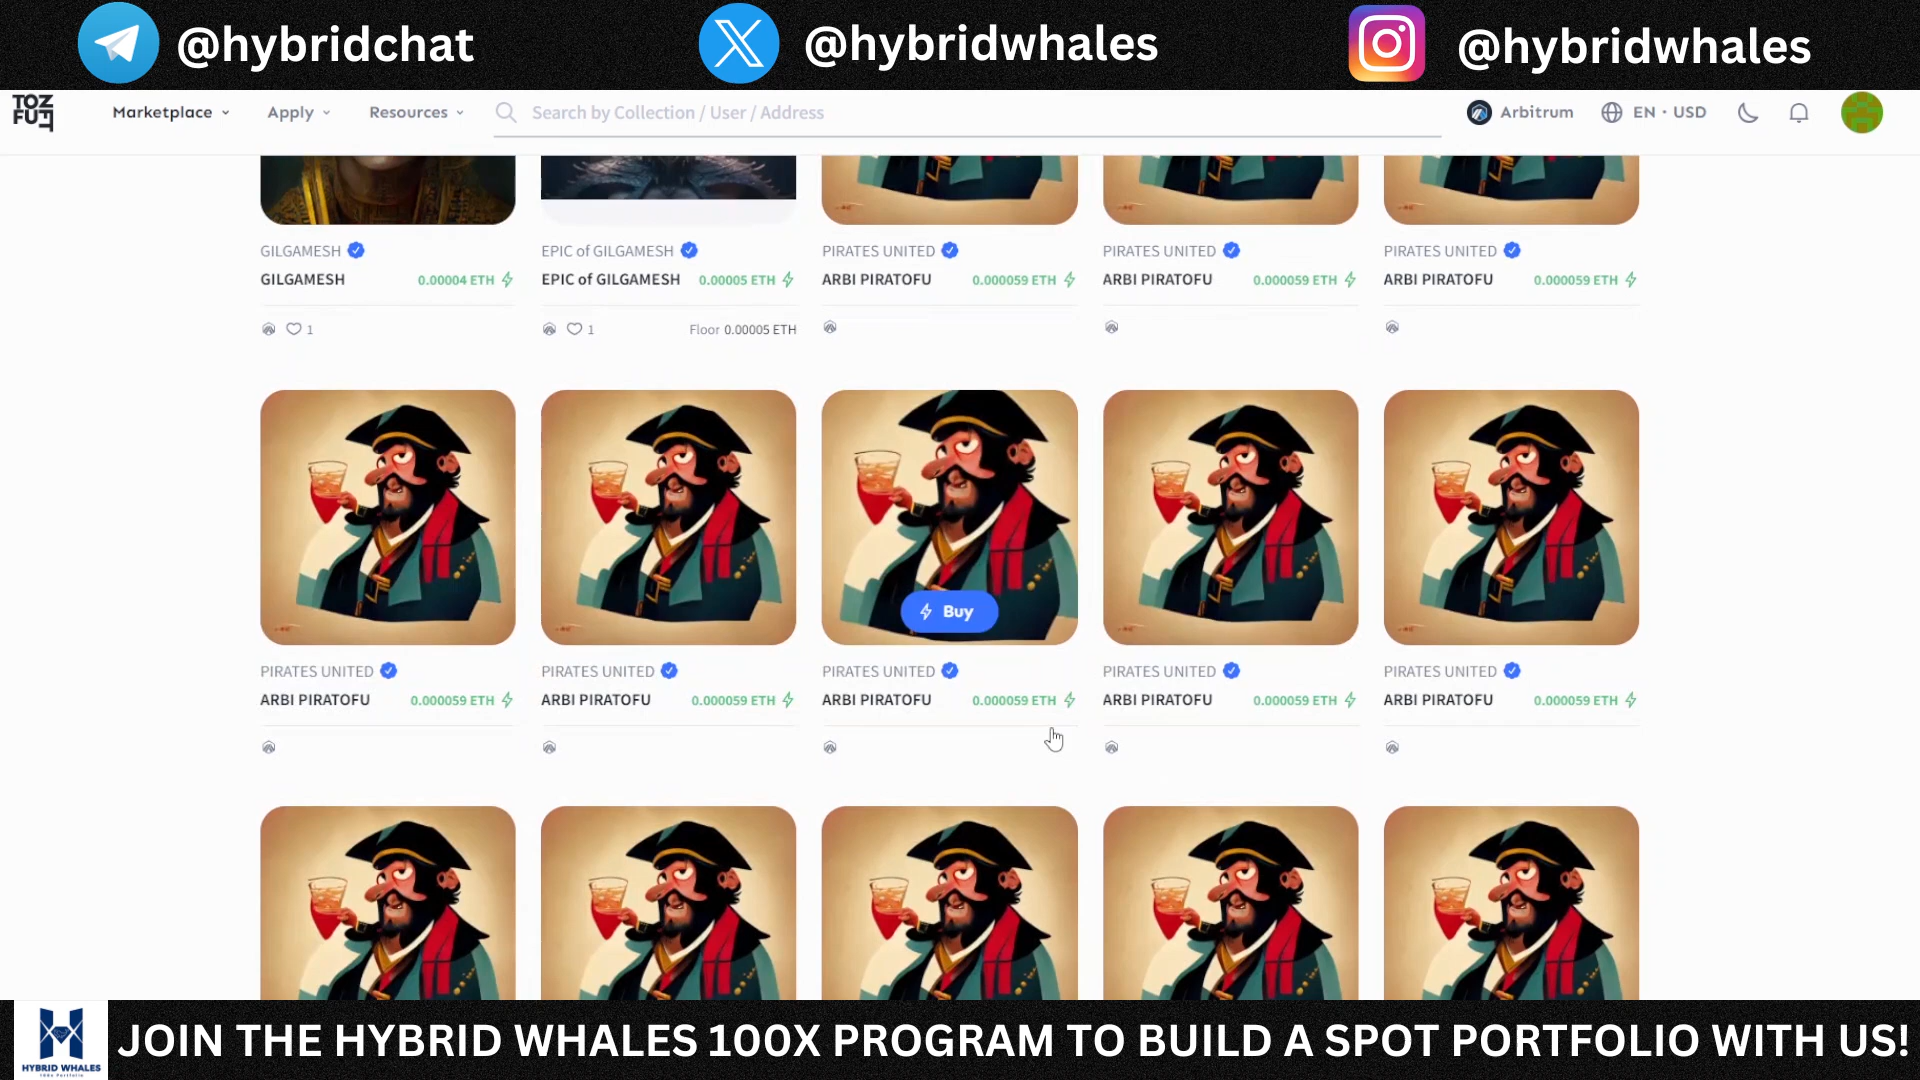 @hybridchat
@hybridwhales
@hybridwhales
TOZ
FU
Marketplace
Apply
Resources
Search by Collection / User / Address
Arbitrum
EN · USD
GILGAMESH
EPIC of GILGAMESH
PIRATES UNITED
PIRATES UNITED
PIRATES UNITED
GILGAMESH 0.00004 ETH
EPIC of GILGAMESH 0.00005 ETH
ARBI PIRATOFU 0.000059 ETH
ARBI PIRATOFU 0.000059 ETH
ARBI PIRATOFU 0.000059 ETH
1
1
Floor 0.00005 ETH
Buy
PIRATES UNITED
PIRATES UNITED
PIRATES UNITED
PIRATES UNITED
PIRATES UNITED
ARBI PIRATOFU 0.000059 ETH
ARBI PIRATOFU 0.000059 ETH
ARBI PIRATOFU 0.000059 ETH
ARBI PIRATOFU 0.000059 ETH
ARBI PIRATOFU 0.000059 ETH
HYBRID WHALES
100x Portfolio
JOIN THE HYBRID WHALES 100X PROGRAM TO BUILD A SPOT PORTFOLIO WITH US!